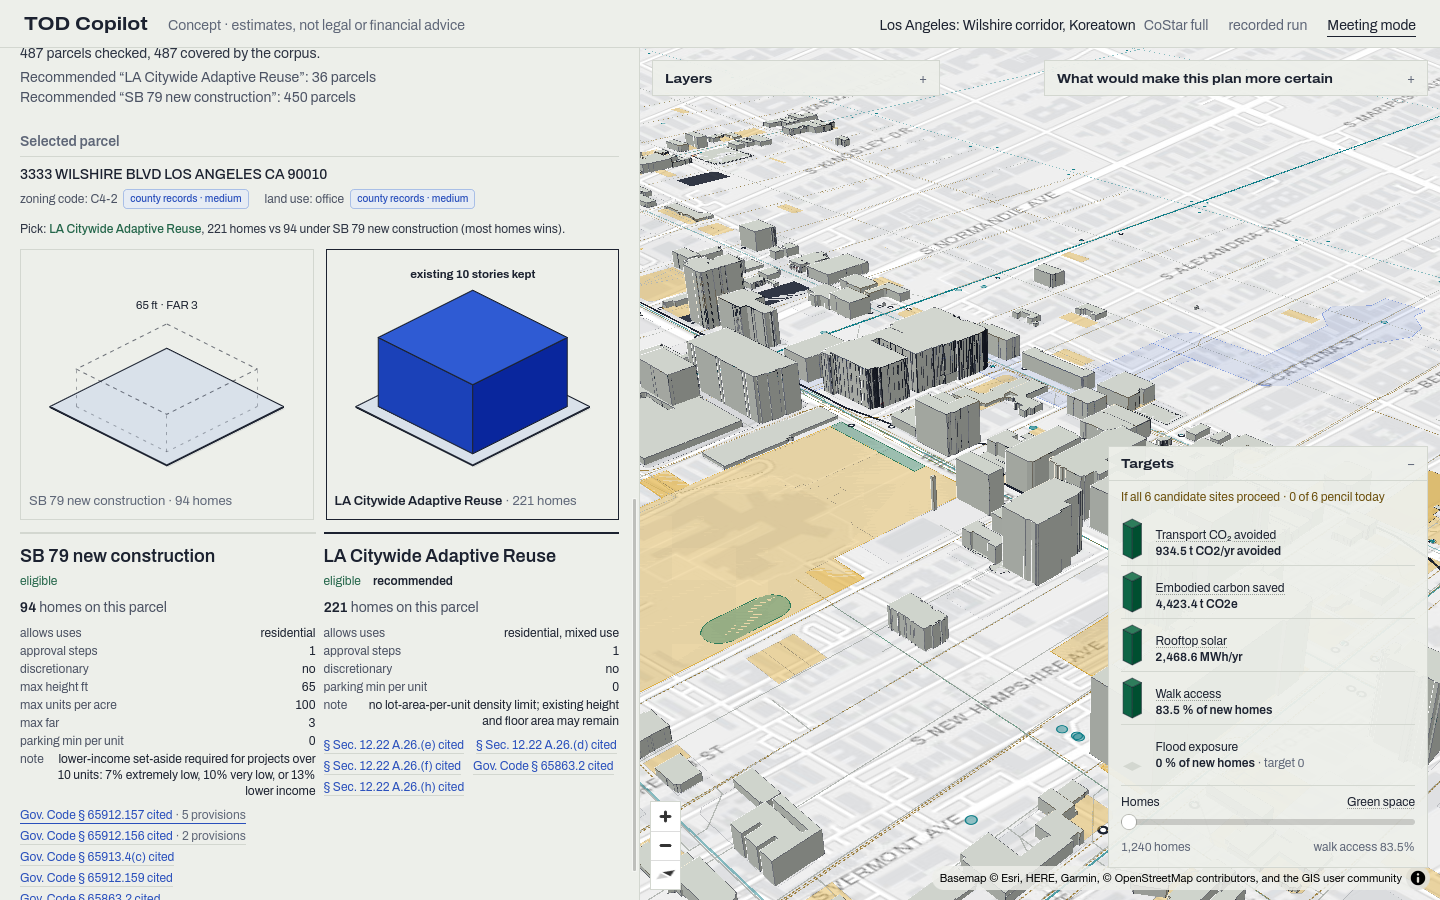 TOD Copilot
Concept · estimates, not legal or financial advice
Los Angeles: Wilshire corridor, Koreatown
CoStar full
recorded run
Meeting mode
487 parcels checked, 487 covered by the corpus.
Recommended “LA Citywide Adaptive Reuse”: 36 parcels
Recommended “SB 79 new construction”: 450 parcels
Selected parcel
3333 WILSHIRE BLVD LOS ANGELES CA 90010
zoning code: C4-2 county records · medium land use: office county records · medium
Pick: LA Citywide Adaptive Reuse, 221 homes vs 94 under SB 79 new construction (most homes wins).
65 ft · FAR 3
SB 79 new construction · 94 homes
existing 10 stories kept
LA Citywide Adaptive Reuse · 221 homes
SB 79 new construction
eligible
94 homes on this parcel
allows uses residential
approval steps 1
discretionary no
max height ft 65
max units per acre 100
max far 3
parking min per unit 0
note lower-income set-aside required for projects over
10 units: 7% extremely low, 10% very low, or 13%
lower income
Gov. Code § 65912.157 cited · 5 provisions
Gov. Code § 65912.156 cited · 2 provisions
Gov. Code § 65913.4(c) cited
Gov. Code § 65912.159 cited
Gov. Code § 65863.2 cited
LA Citywide Adaptive Reuse
eligible recommended
221 homes on this parcel
allows uses residential, mixed use
approval steps 1
discretionary no
parking min per unit 0
note no lot-area-per-unit density limit; existing height
and floor area may remain
§ Sec. 12.22 A.26.(e) cited § Sec. 12.22 A.26.(d) cited
§ Sec. 12.22 A.26.(f) cited Gov. Code § 65863.2 cited
§ Sec. 12.22 A.26.(h) cited
Layers +
What would make this plan more certain +
S KINGSLEY DR
S NORMANDIE AVE
S ALEXANDRIA AVE
S CATALINA ST
S NEW HAMPSHIRE AVE
S VERMONT AVE
Targets –
If all 6 candidate sites proceed · 0 of 6 pencil today
Transport CO₂ avoided
934.5 t CO2/yr avoided
Embodied carbon saved
4,423.4 t CO2e
Rooftop solar
2,468.6 MWh/yr
Walk access
83.5 % of new homes
Flood exposure
0 % of new homes · target 0
Homes Green space
1,240 homes walk access 83.5%
Basemap © Esri, HERE, Garmin, © OpenStreetMap contributors, and the GIS user community